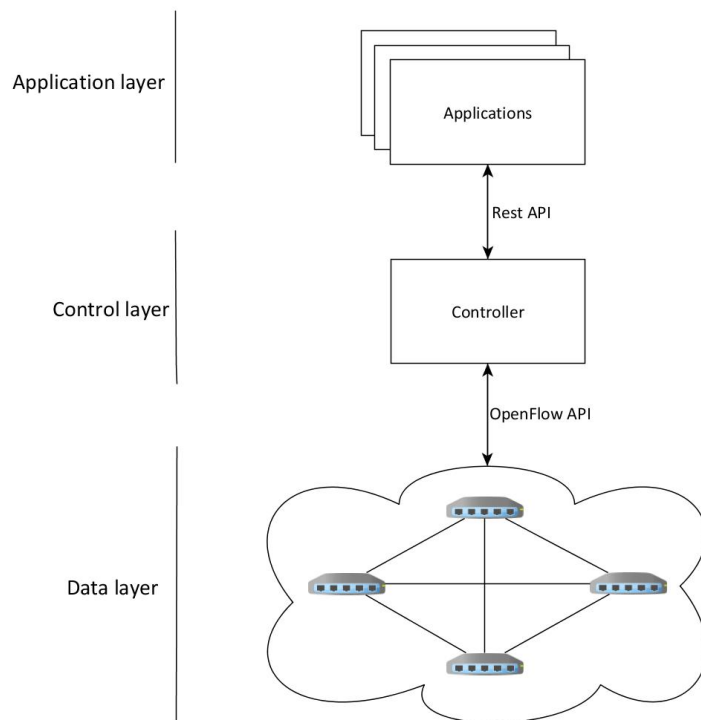 Application layer
Applications
Rest API
Control layer
Controller
OpenFlow API
Data layer